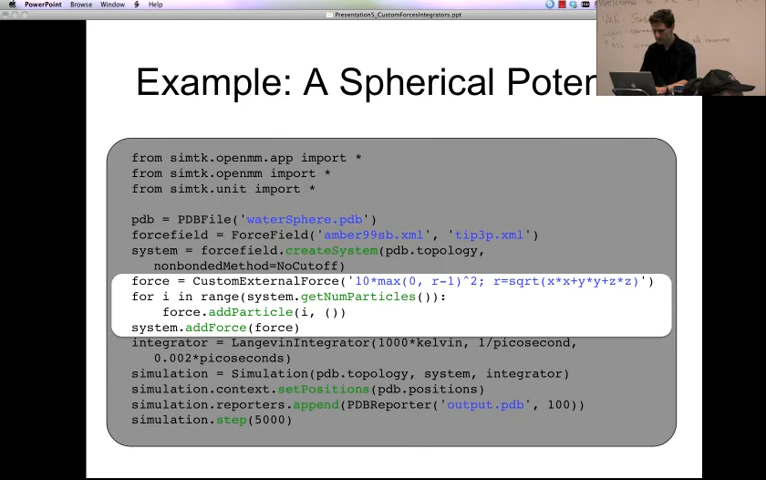 PowerPoint Browse Window Help
Presentation5_CustomForcesIntegrators.ppt
Welcome to the
Example: A Spherical Poten
from simtk.openmm.app import *
from simtk.openmm import *
from simtk.unit import *
pdb = PDBFile('waterSphere.pdb')
forcefield = ForceField('amber99sb.xml', 'tip3p.xml')
system = forcefield.createSystem(pdb.topology,
nonbondedMethod=NoCutoff)
force = CustomExternalForce('10*max(0, r-1)^2; r=sqrt(x*x+y*y+z*z)')
for i in range(system.getNumParticles()):
force.addParticle(i, ())
system.addForce(force)
integrator = LangevinIntegrator(1000*kelvin, 1/picosecond,
0.002*picoseconds)
simulation = Simulation(pdb.topology, system, integrator)
simulation.context.setPositions(pdb.positions)
simulation.reporters.append(PDBReporter('output.pdb', 100))
simulation.step(5000)